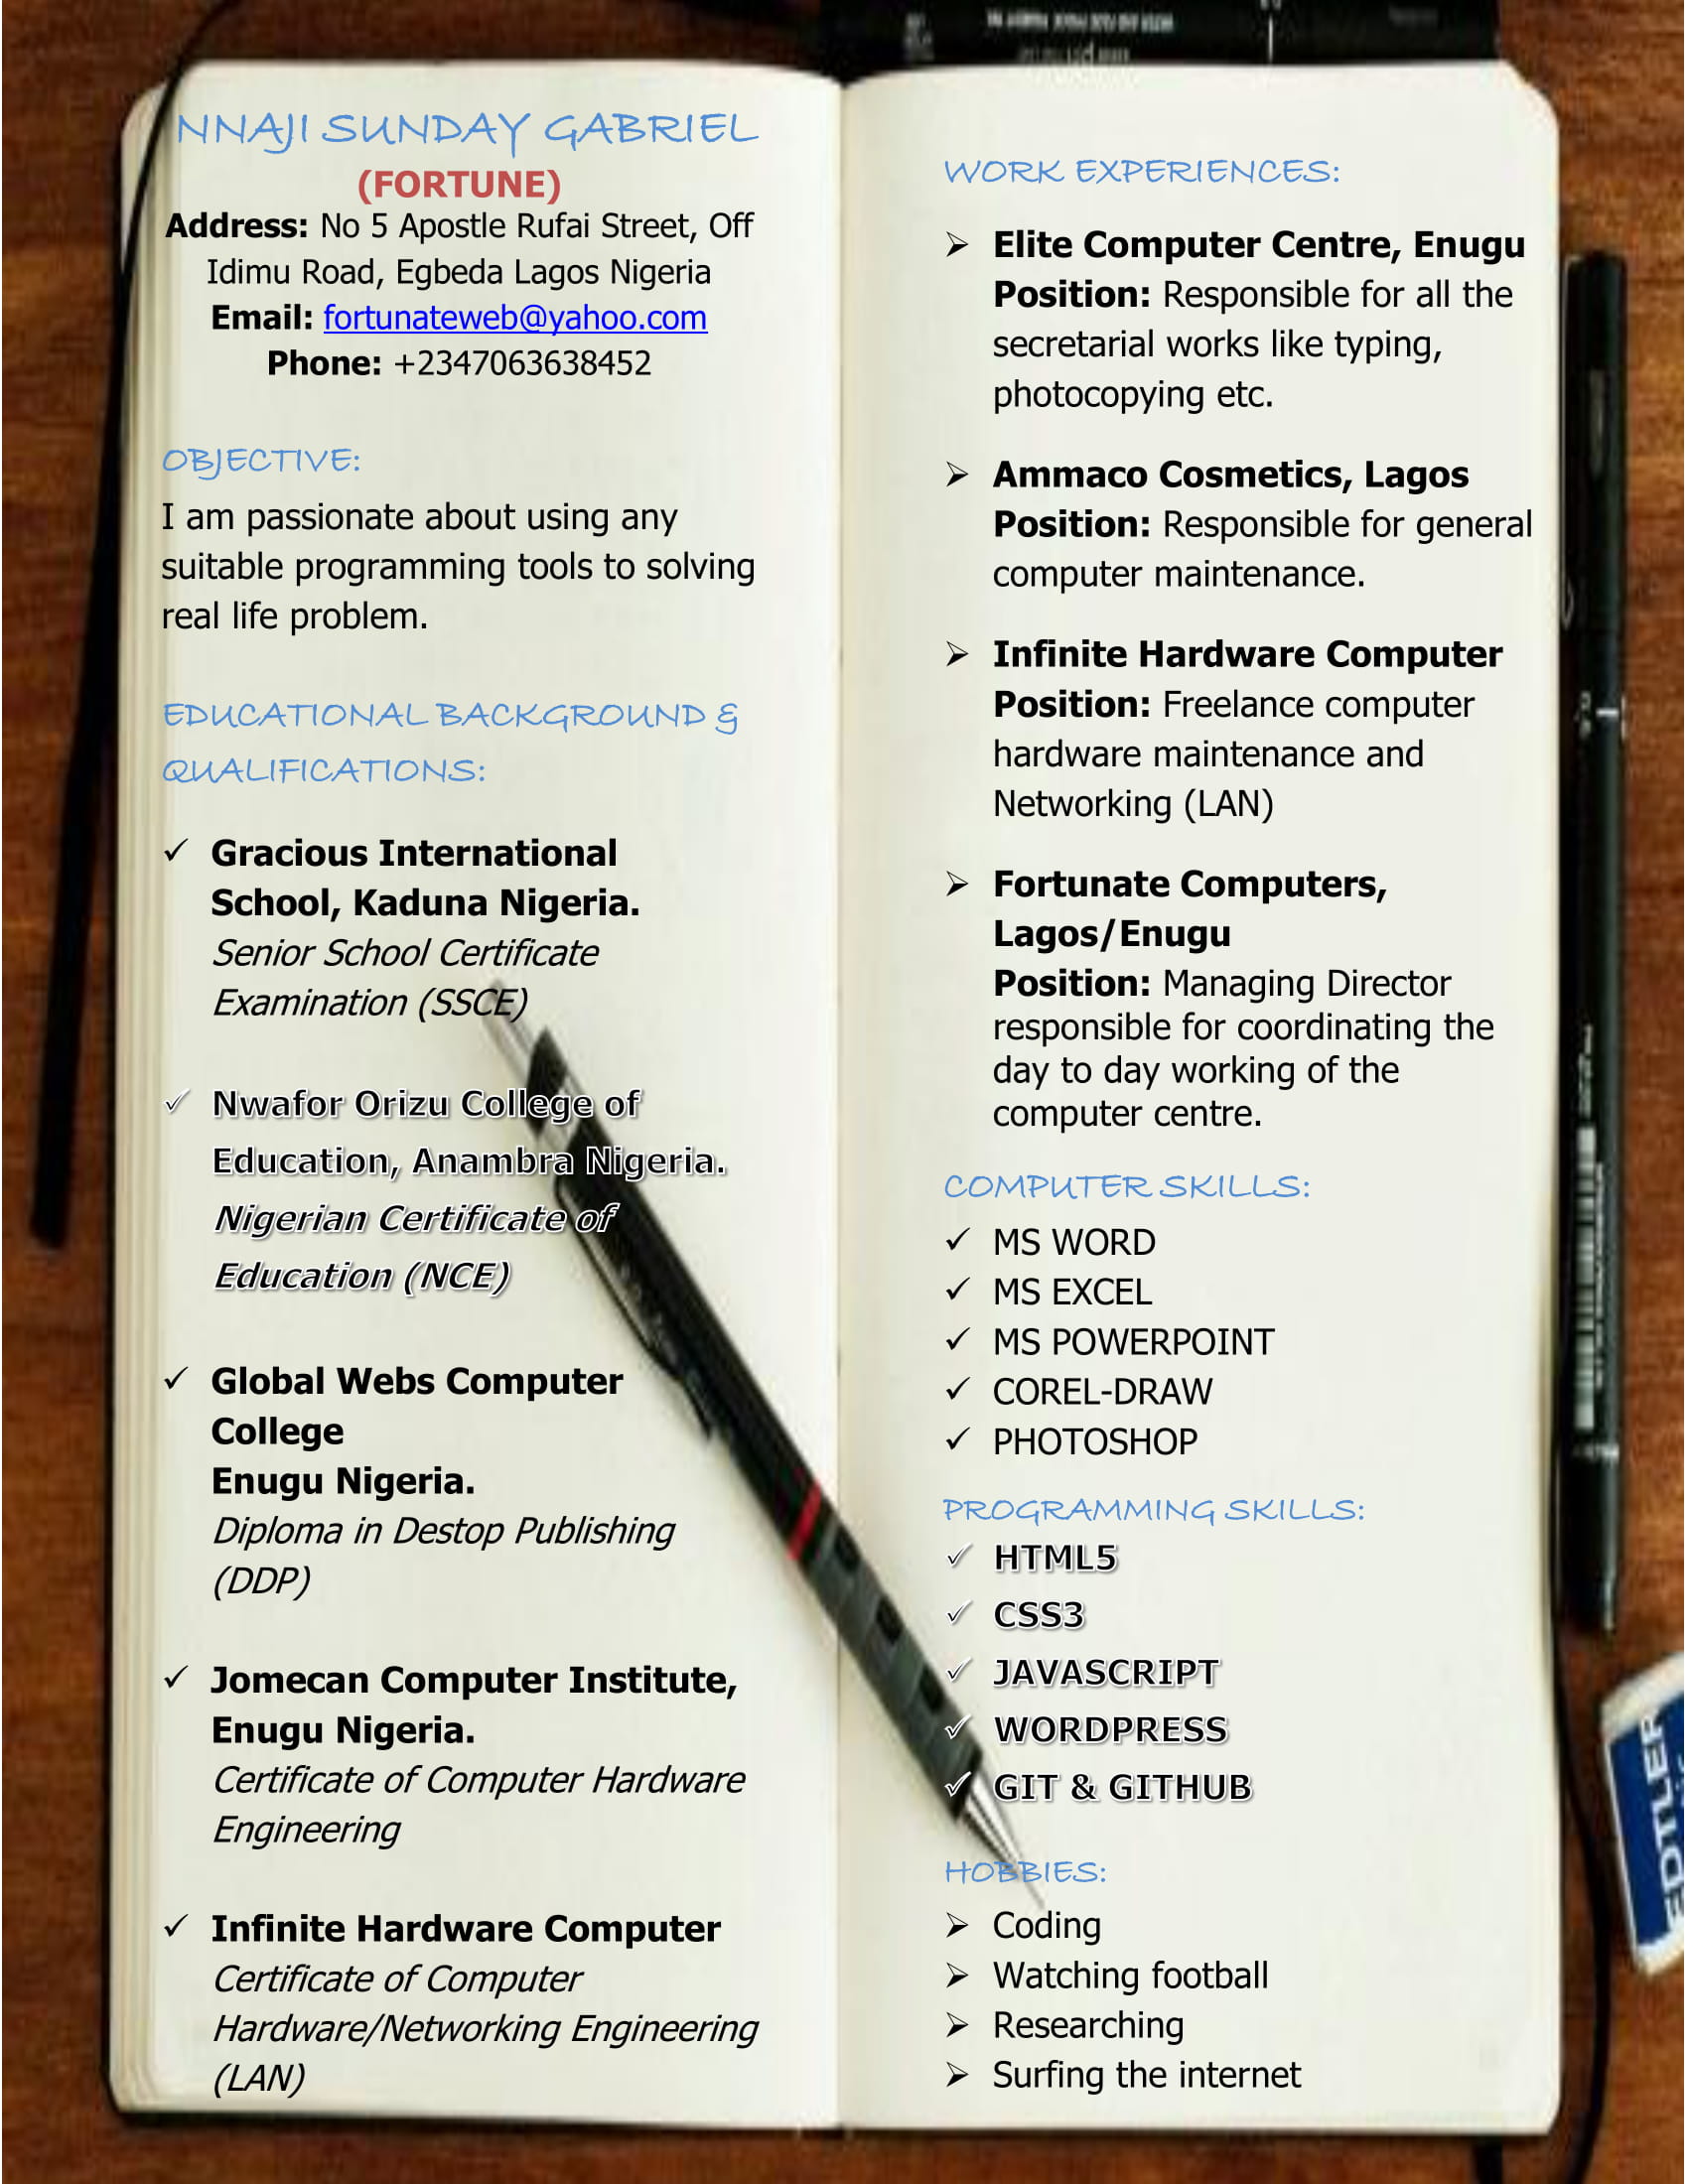 NNAJI SUNDAY GABRIEL
(FORTUNE)
Address: No 5 Apostle Rufai Street, Off
Idimu Road, Egbeda Lagos Nigeria
Email: fortunateweb@yahoo.com
Phone: +2347063638452
OBJECTIVE:
I am passionate about using any
suitable programming tools to solving
real life problem.
EDUCATIONAL BACKGROUND &
QUALIFICATIONS:
✓ Gracious International
School, Kaduna Nigeria.
Senior School Certificate
Examination (SSCE)
✓ Nwafor Orizu College of
Education, Anambra Nigeria.
Nigerian Certificate of
Education (NCE)
✓ Global Webs Computer
College
Enugu Nigeria.
Diploma in Destop Publishing
(DDP)
✓ Jomecan Computer Institute,
Enugu Nigeria.
Certificate of Computer Hardware
Engineering
✓ Infinite Hardware Computer
Certificate of Computer
Hardware/Networking Engineering
(LAN)
WORK EXPERIENCES:
➢ Elite Computer Centre, Enugu
Position: Responsible for all the
secretarial works like typing,
photocopying etc.
➢ Ammaco Cosmetics, Lagos
Position: Responsible for general
computer maintenance.
➢ Infinite Hardware Computer
Position: Freelance computer
hardware maintenance and
Networking (LAN)
➢ Fortunate Computers,
Lagos/Enugu
Position: Managing Director
responsible for coordinating the
day to day working of the
computer centre.
COMPUTER SKILLS:
✓ MS WORD
✓ MS EXCEL
✓ MS POWERPOINT
✓ COREL-DRAW
✓ PHOTOSHOP
PROGRAMMING SKILLS:
✓ HTML5
✓ CSS3
✓ JAVASCRIPT
✓ WORDPRESS
✓ GIT & GITHUB
HOBBIES:
➢ Coding
➢ Watching football
➢ Researching
➢ Surfing the internet